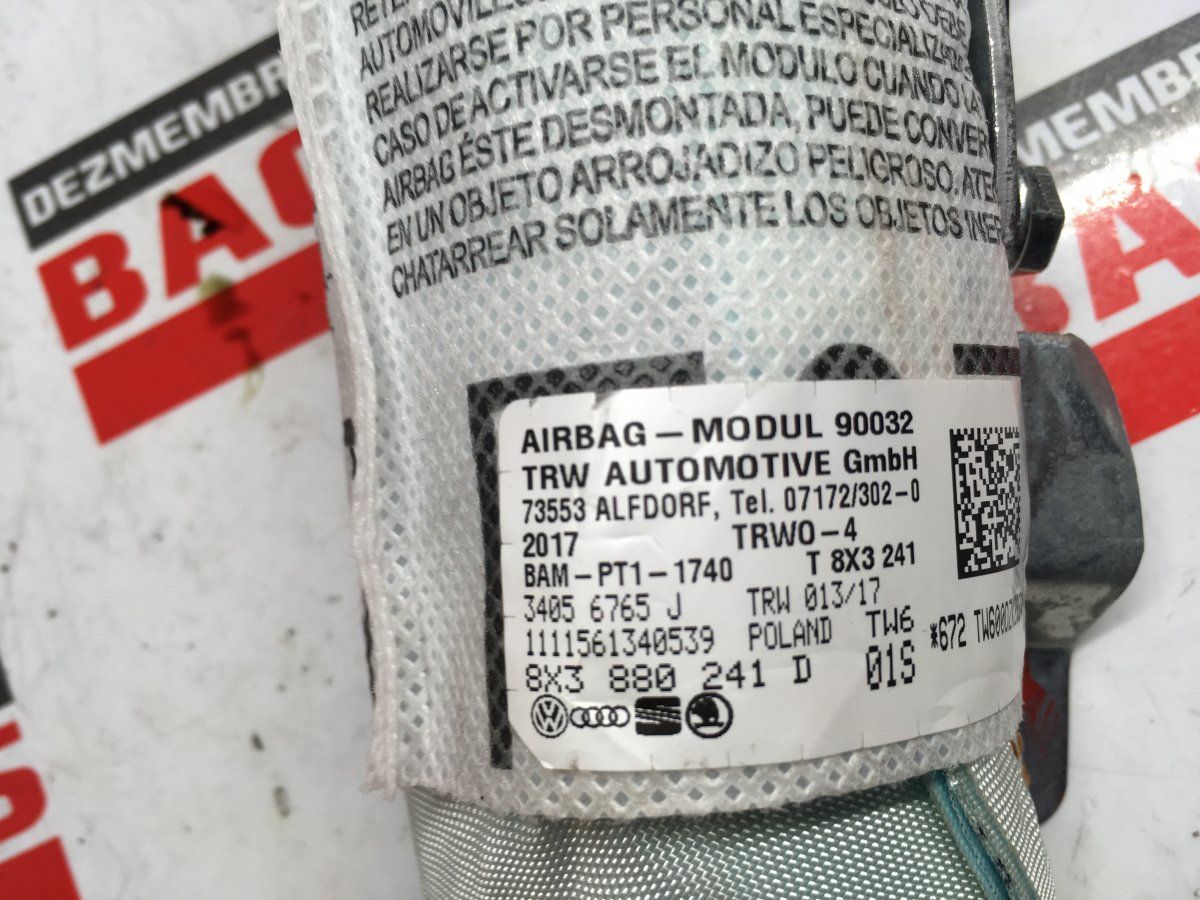 AUTOMOVILES
REALIZARSE POR PERSONAL
CASO DE ACTIVARSE EL MODULO CUANDO
AIRBAG ÉSTE DESMONTADA, PUEDE
EN UN OBJETO ARROJADIZO PELIGROSO.
CHATARREAR SOLAMENTE LOS OBJETOS
DEZMEMBR
BAC
AIRBAG – MODUL 90032
TRW AUTOMOTIVE GmbH
73553 ALFDORF, Tel. 07172/302-0
2017 TRWO-4
BAM-PT1-1740 T 8X3 241
3405 6765 J TRW 013/17
1111561340539 POLAND TW6
8X3 880 241 D 01S
*672